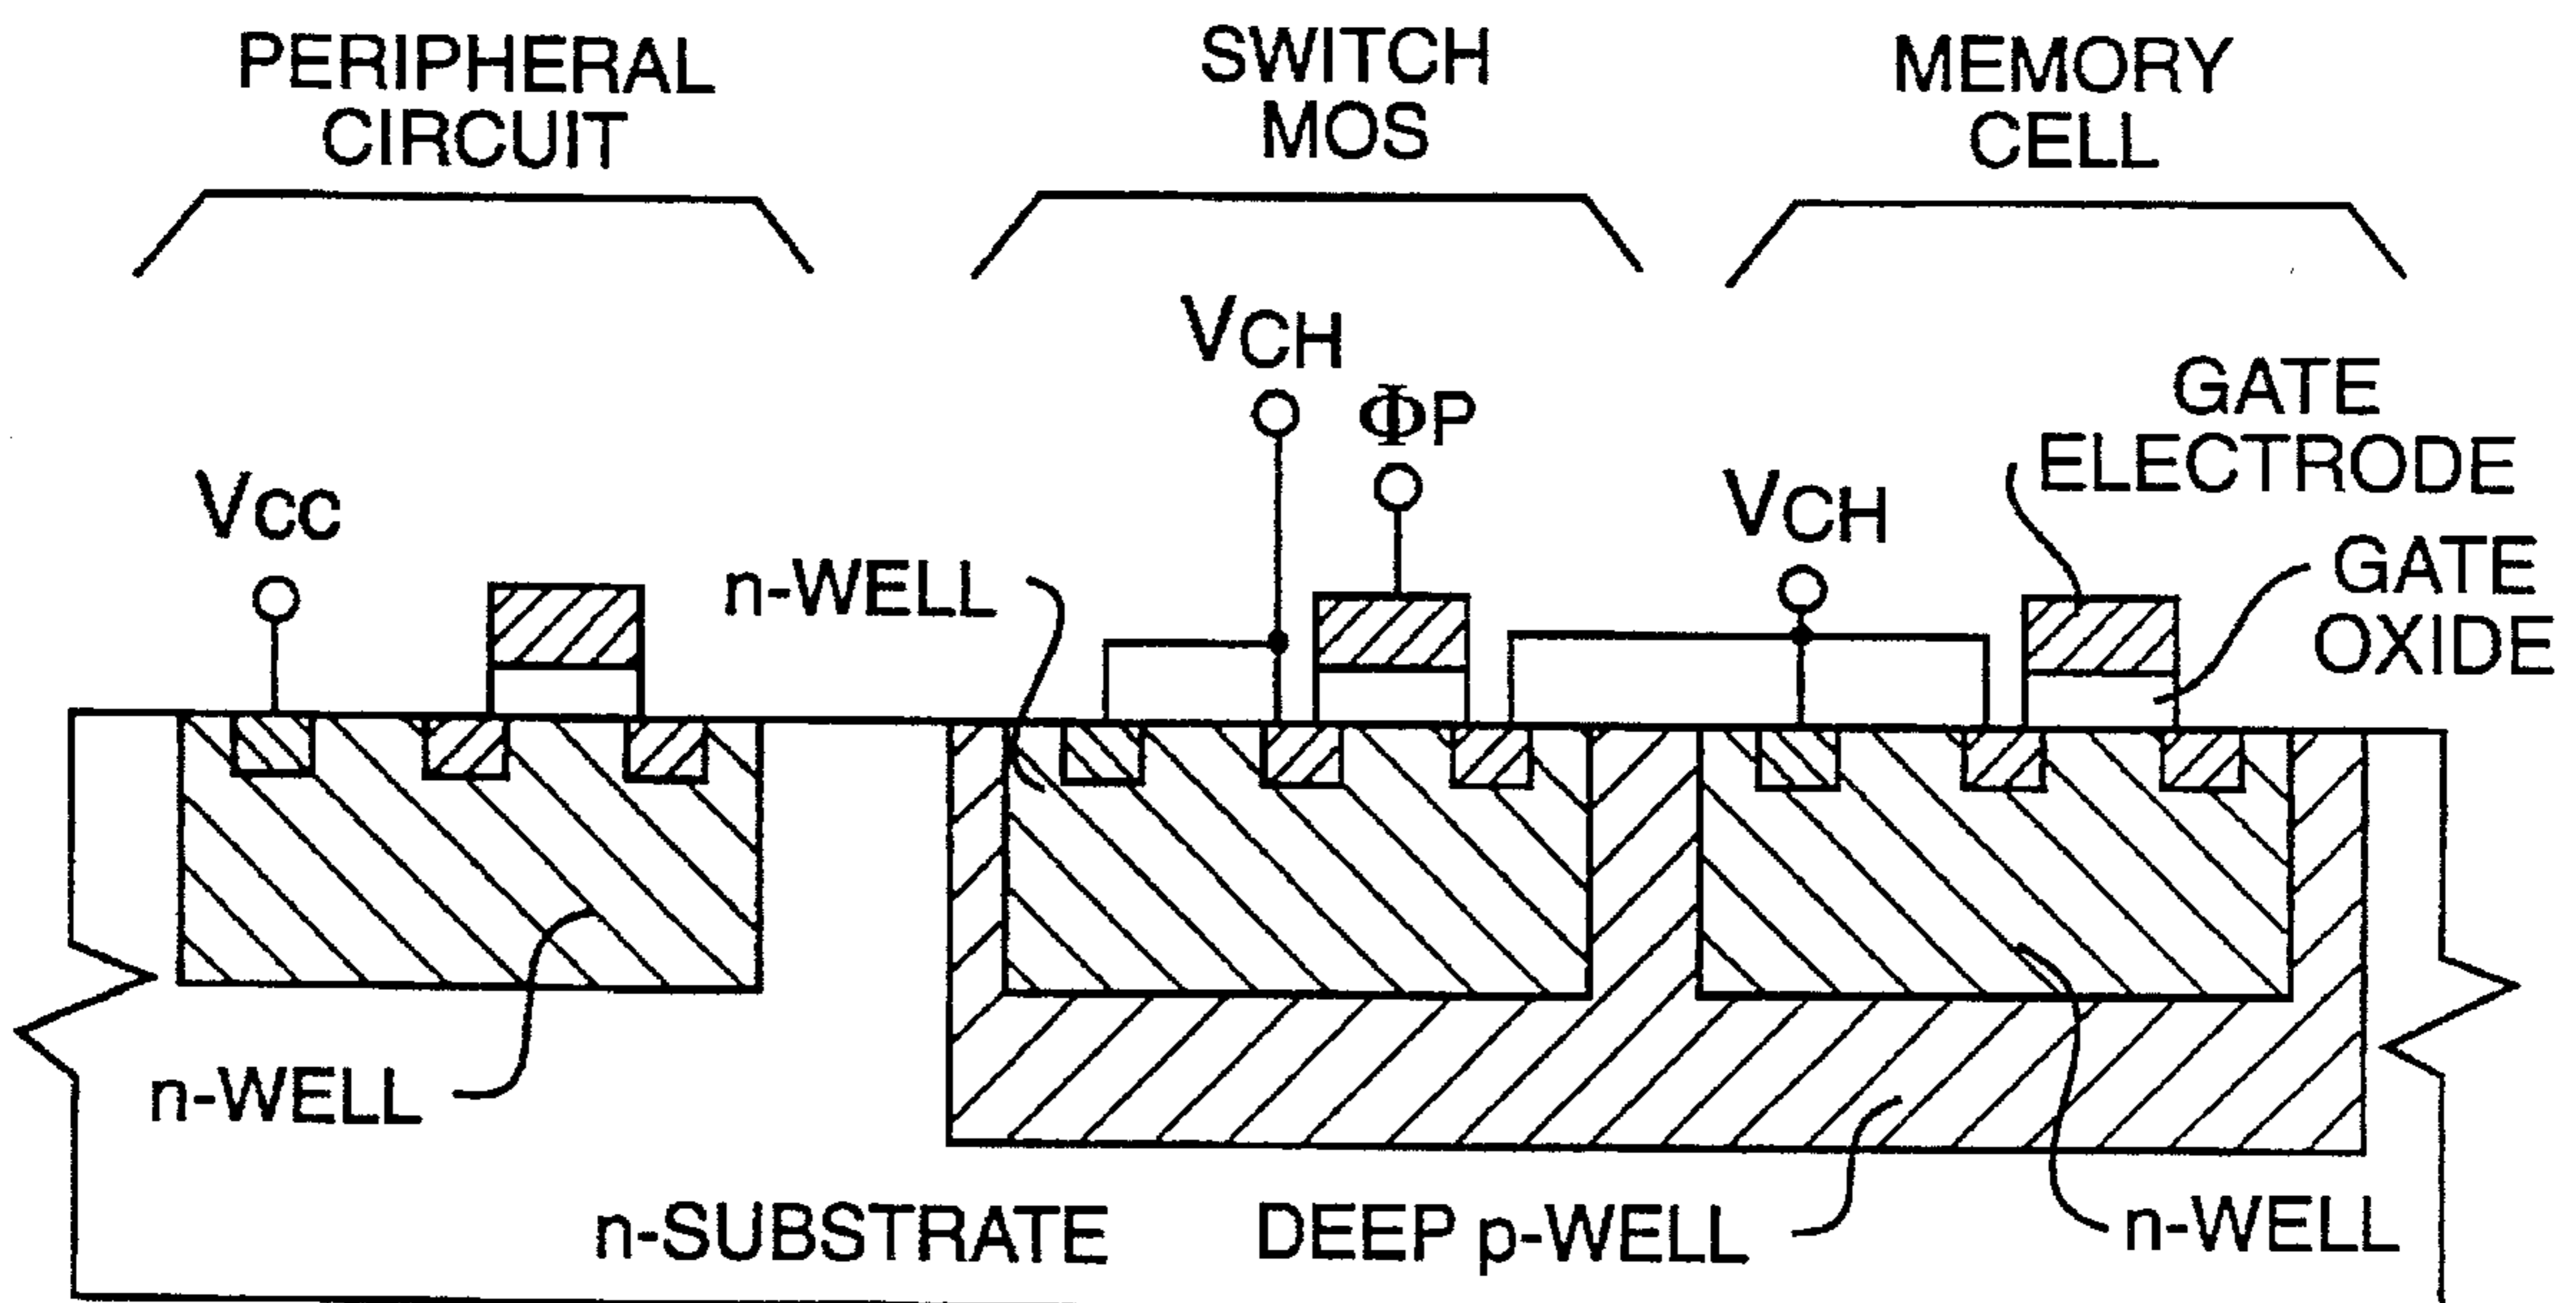 PERIPHERAL
CIRCUIT
SWITCH
MOS
MEMORY
CELL
VCH
ΦP
VCC
n-WELL
VCH
GATE
ELECTRODE
GATE
OXIDE
n-WELL
n-SUBSTRATE
DEEP p-WELL
n-WELL